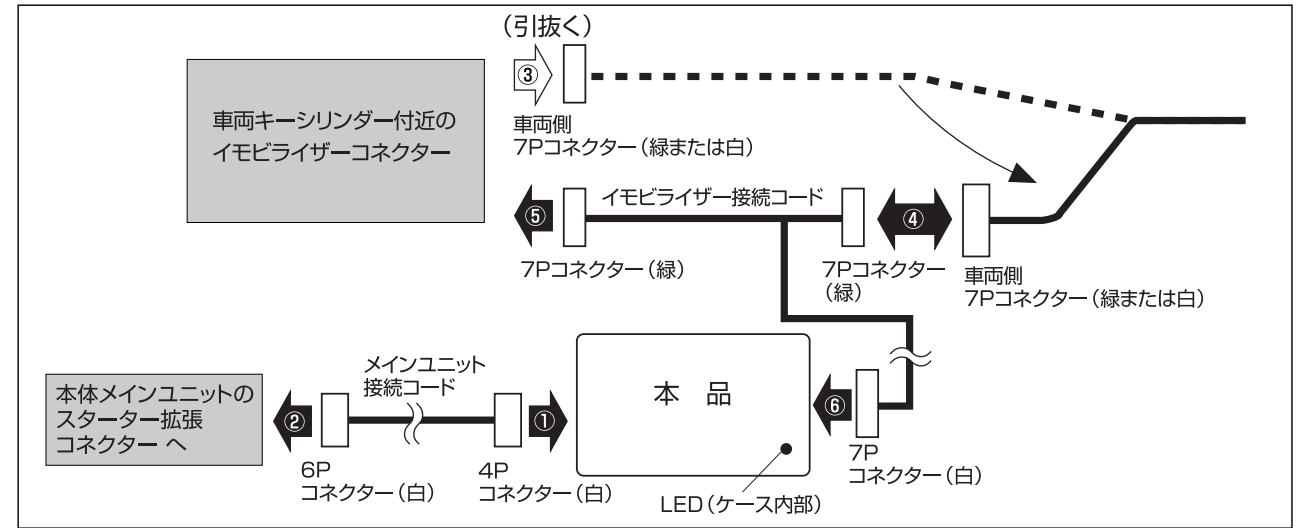 （引抜く）
③
車両キーシリンダー付近の
イモビライザーコネクター
車両側
7Pコネクター（緑または白）
イモビライザー接続コード
⑤
④
7Pコネクター（緑）
7Pコネクター
（緑）
車両側
7Pコネクター（緑または白）
メインユニット
接続コード
本体メインユニットの
スターター拡張
コネクター へ
②
①
本 品
⑥
6P
コネクター（白）
4P
コネクター（白）
7P
コネクター（白）
LED（ケース内部）